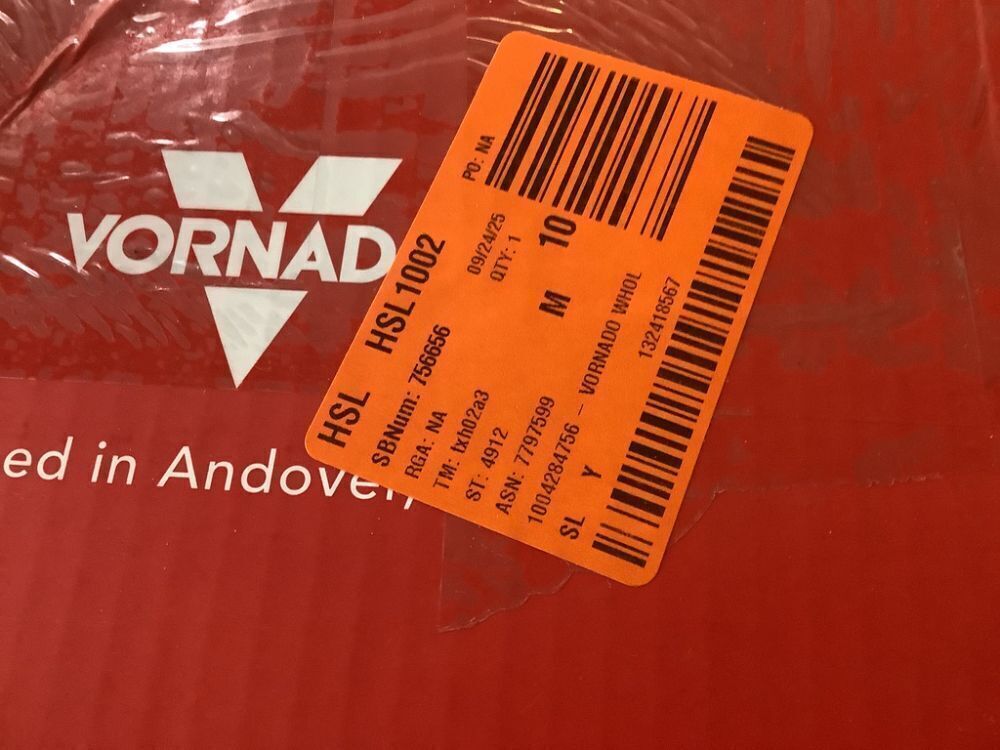 VORNAD
ed in Andover,
HSL HSL1002
SBNum: 756656
RGA: NA
TM: txh02a3
ST: 4912
ASN: 7797599
1004284756 - VORNADO WHOL
SL Y
PO: NA
09/24/25
QTY: 1
M 10
132418567